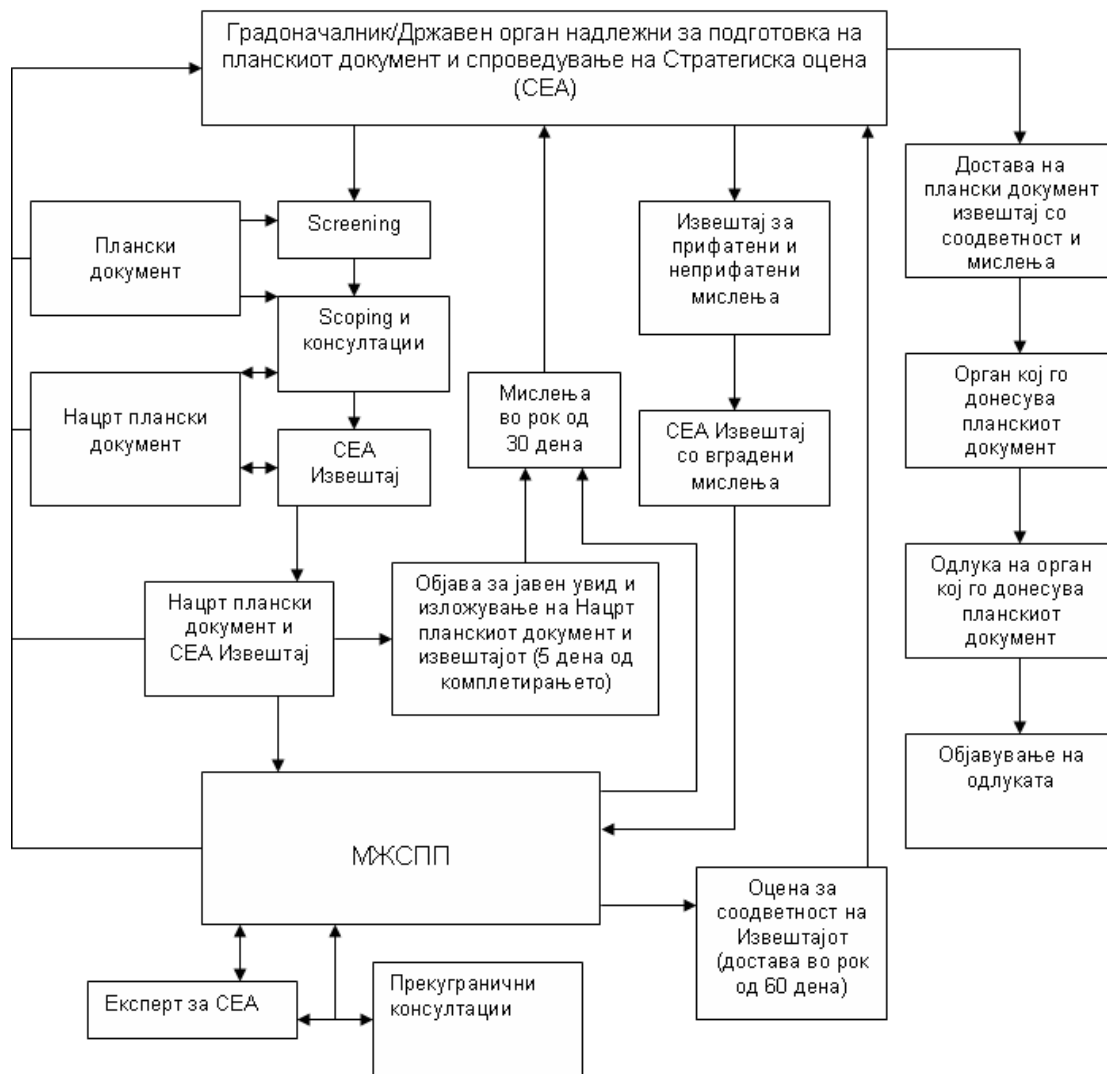 Градоначалник/Државен орган надлежни за подготовка на
планскиот документ и спроведување на Стратегиска оцена
(СЕА)
Плански
документ
Screening
Scoping и
консултации
Нацрт плански
документ
СЕА
Извештај
Мислења
во рок од
30 дена
Извештај за
прифатени и
неприфатени
мислења
СЕА Извештај
со вградени
мислења
Достава на
плански документ
извештај со
соодветност и
мислења
Орган кој го
донесува
планскиот
документ
Одлука на орган
кој го донесува
планскиот
документ
Објавување на
одлуката
Нацрт плански
документ и
СЕА Извештај
Објава за јавен увид и
изложување на Нацрт
планскиот документ и
извештајот (5 дена од
комплетирањето)
МЖСПП
Оцена за
соодветност на
Извештајот
(достава во рок
од 60 дена)
Експерт за СЕА
Прекугранични
консултации